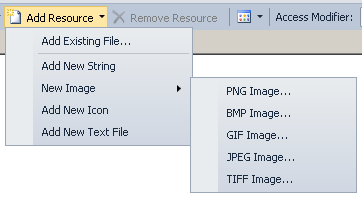 Add Resource Remove Resource Access Modifier:
Add Existing File...
Add New String
New Image
Add New Icon
Add New Text File
PNG Image...
BMP Image...
GIF Image...
JPEG Image...
TIFF Image...